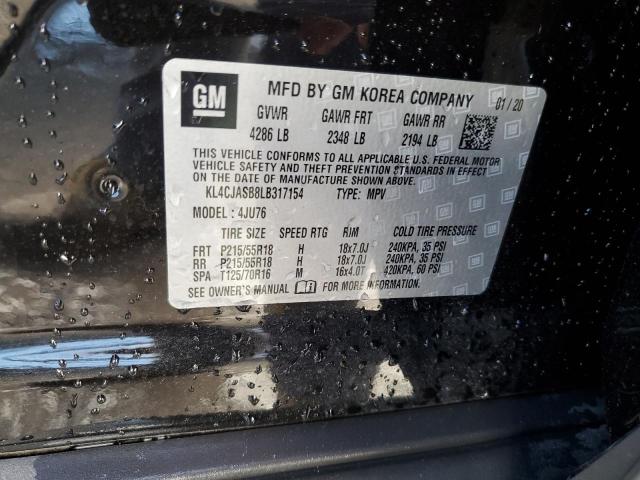 GM
MFD BY GM KOREA COMPANY 01/20
GVWR GAWR FRT GAWR RR
4286 LB 2348 LB 2194 LB
THIS VEHICLE CONFORMS TO ALL APPLICABLE U.S. FEDERAL MOTOR
VEHICLE SAFETY, BUMPER, AND THEFT PREVENTION STANDARDS IN EFFECT
ON THE DATE OF MANUFACTURE SHOWN ABOVE.
KL4CJASB8LB317154 TYPE: MPV
MODEL : 4JU76
TIRE SIZE SPEED RTG RIM COLD TIRE PRESSURE
FRT P215/55R18 H 18x7.0J 240KPA, 35 PSI
RR P215/55R18 H 18x7.0J 240KPA, 35 PSI
SPA T125/70R16 M 16x4.0T 420KPA, 60 PSI
SEE OWNER'S MANUAL FOR MORE INFORMATION.